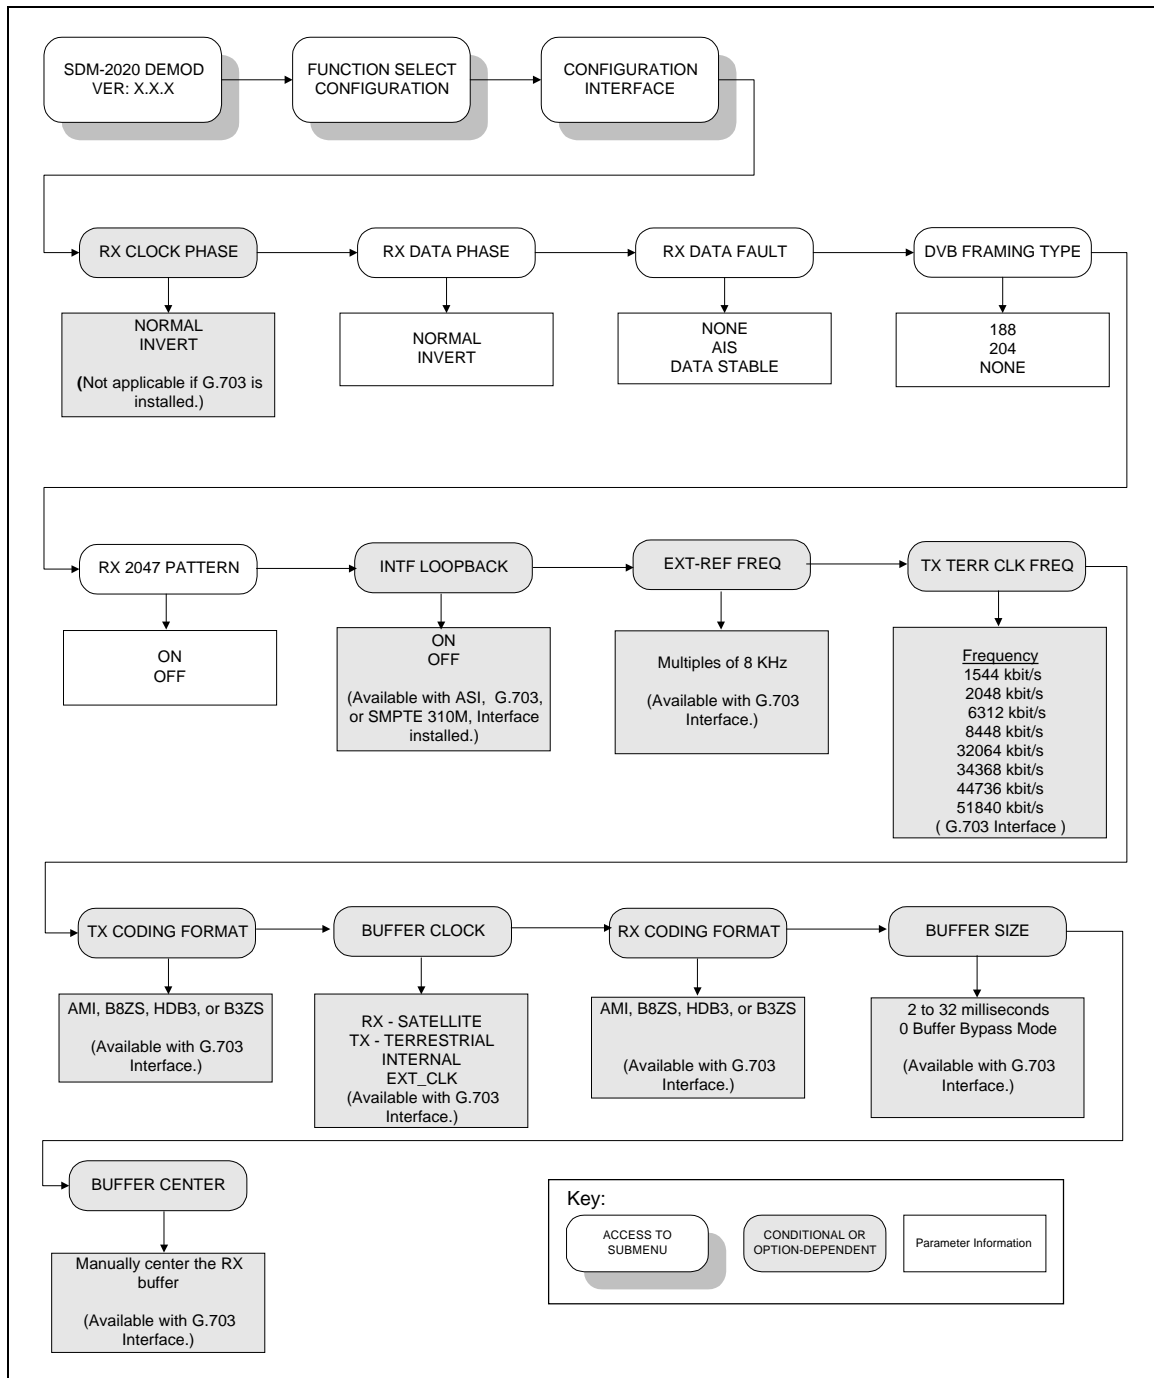 SDM-2020 DEMOD
VER: X.X.X
FUNCTION SELECT
CONFIGURATION
CONFIGURATION
INTERFACE
RX CLOCK PHASE
RX DATA PHASE
RX DATA FAULT
DVB FRAMING TYPE
NORMAL
INVERT
(Not applicable if G.703 is
installed.)
NORMAL
INVERT
NONE
AIS
DATA STABLE
188
204
NONE
RX 2047 PATTERN
INTF LOOPBACK
EXT-REF FREQ
TX TERR CLK FREQ
ON
OFF
ON
OFF
(Available with ASI, G.703,
or SMPTE 310M, Interface
installed.)
Multiples of 8 KHz
(Available with G.703
Interface.)
Frequency
1544 kbit/s
2048 kbit/s
6312 kbit/s
8448 kbit/s
32064 kbit/s
34368 kbit/s
44736 kbit/s
51840 kbit/s
( G.703 Interface )
TX CODING FORMAT
BUFFER CLOCK
RX CODING FORMAT
BUFFER SIZE
AMI, B8ZS, HDB3, or B3ZS
(Available with G.703
Interface.)
RX - SATELLITE
TX - TERRESTRIAL
INTERNAL
EXT_CLK
(Available with G.703
Interface.)
AMI, B8ZS, HDB3, or B3ZS
(Available with G.703
Interface.)
2 to 32 milliseconds
0 Buffer Bypass Mode
(Available with G.703
Interface.)
BUFFER CENTER
Manually center the RX
buffer
(Available with G.703
Interface.)
Key:
ACCESS TO
SUBMENU
CONDITIONAL OR
OPTION-DEPENDENT
Parameter Information